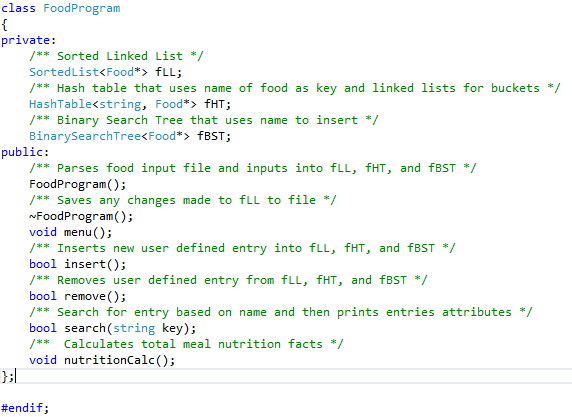 class FoodProgram
{
private:
    /** Sorted Linked List */
    SortedList<Food*> fLL;
    /** Hash table that uses name of food as key and linked lists for buckets */
    HashTable<string, Food*> fHT;
    /** Binary Search Tree that uses name to insert */
    BinarySearchTree<Food*> fBST;
public:
    /** Parses food input file and inputs into fLL, fHT, and fBST */
    FoodProgram();
    /** Saves any changes made to fLL to file */
    ~FoodProgram();
    void menu();
    /** Inserts new user defined entry into fLL, fHT, and fBST */
    bool insert();
    /** Removes user defined entry from fLL, fHT, and fBST */
    bool remove();
    /** Search for entry based on name and then prints entries attributes */
    bool search(string key);
    /**  Calculates total meal nutrition facts */
    void nutritionCalc();
};
#endif;